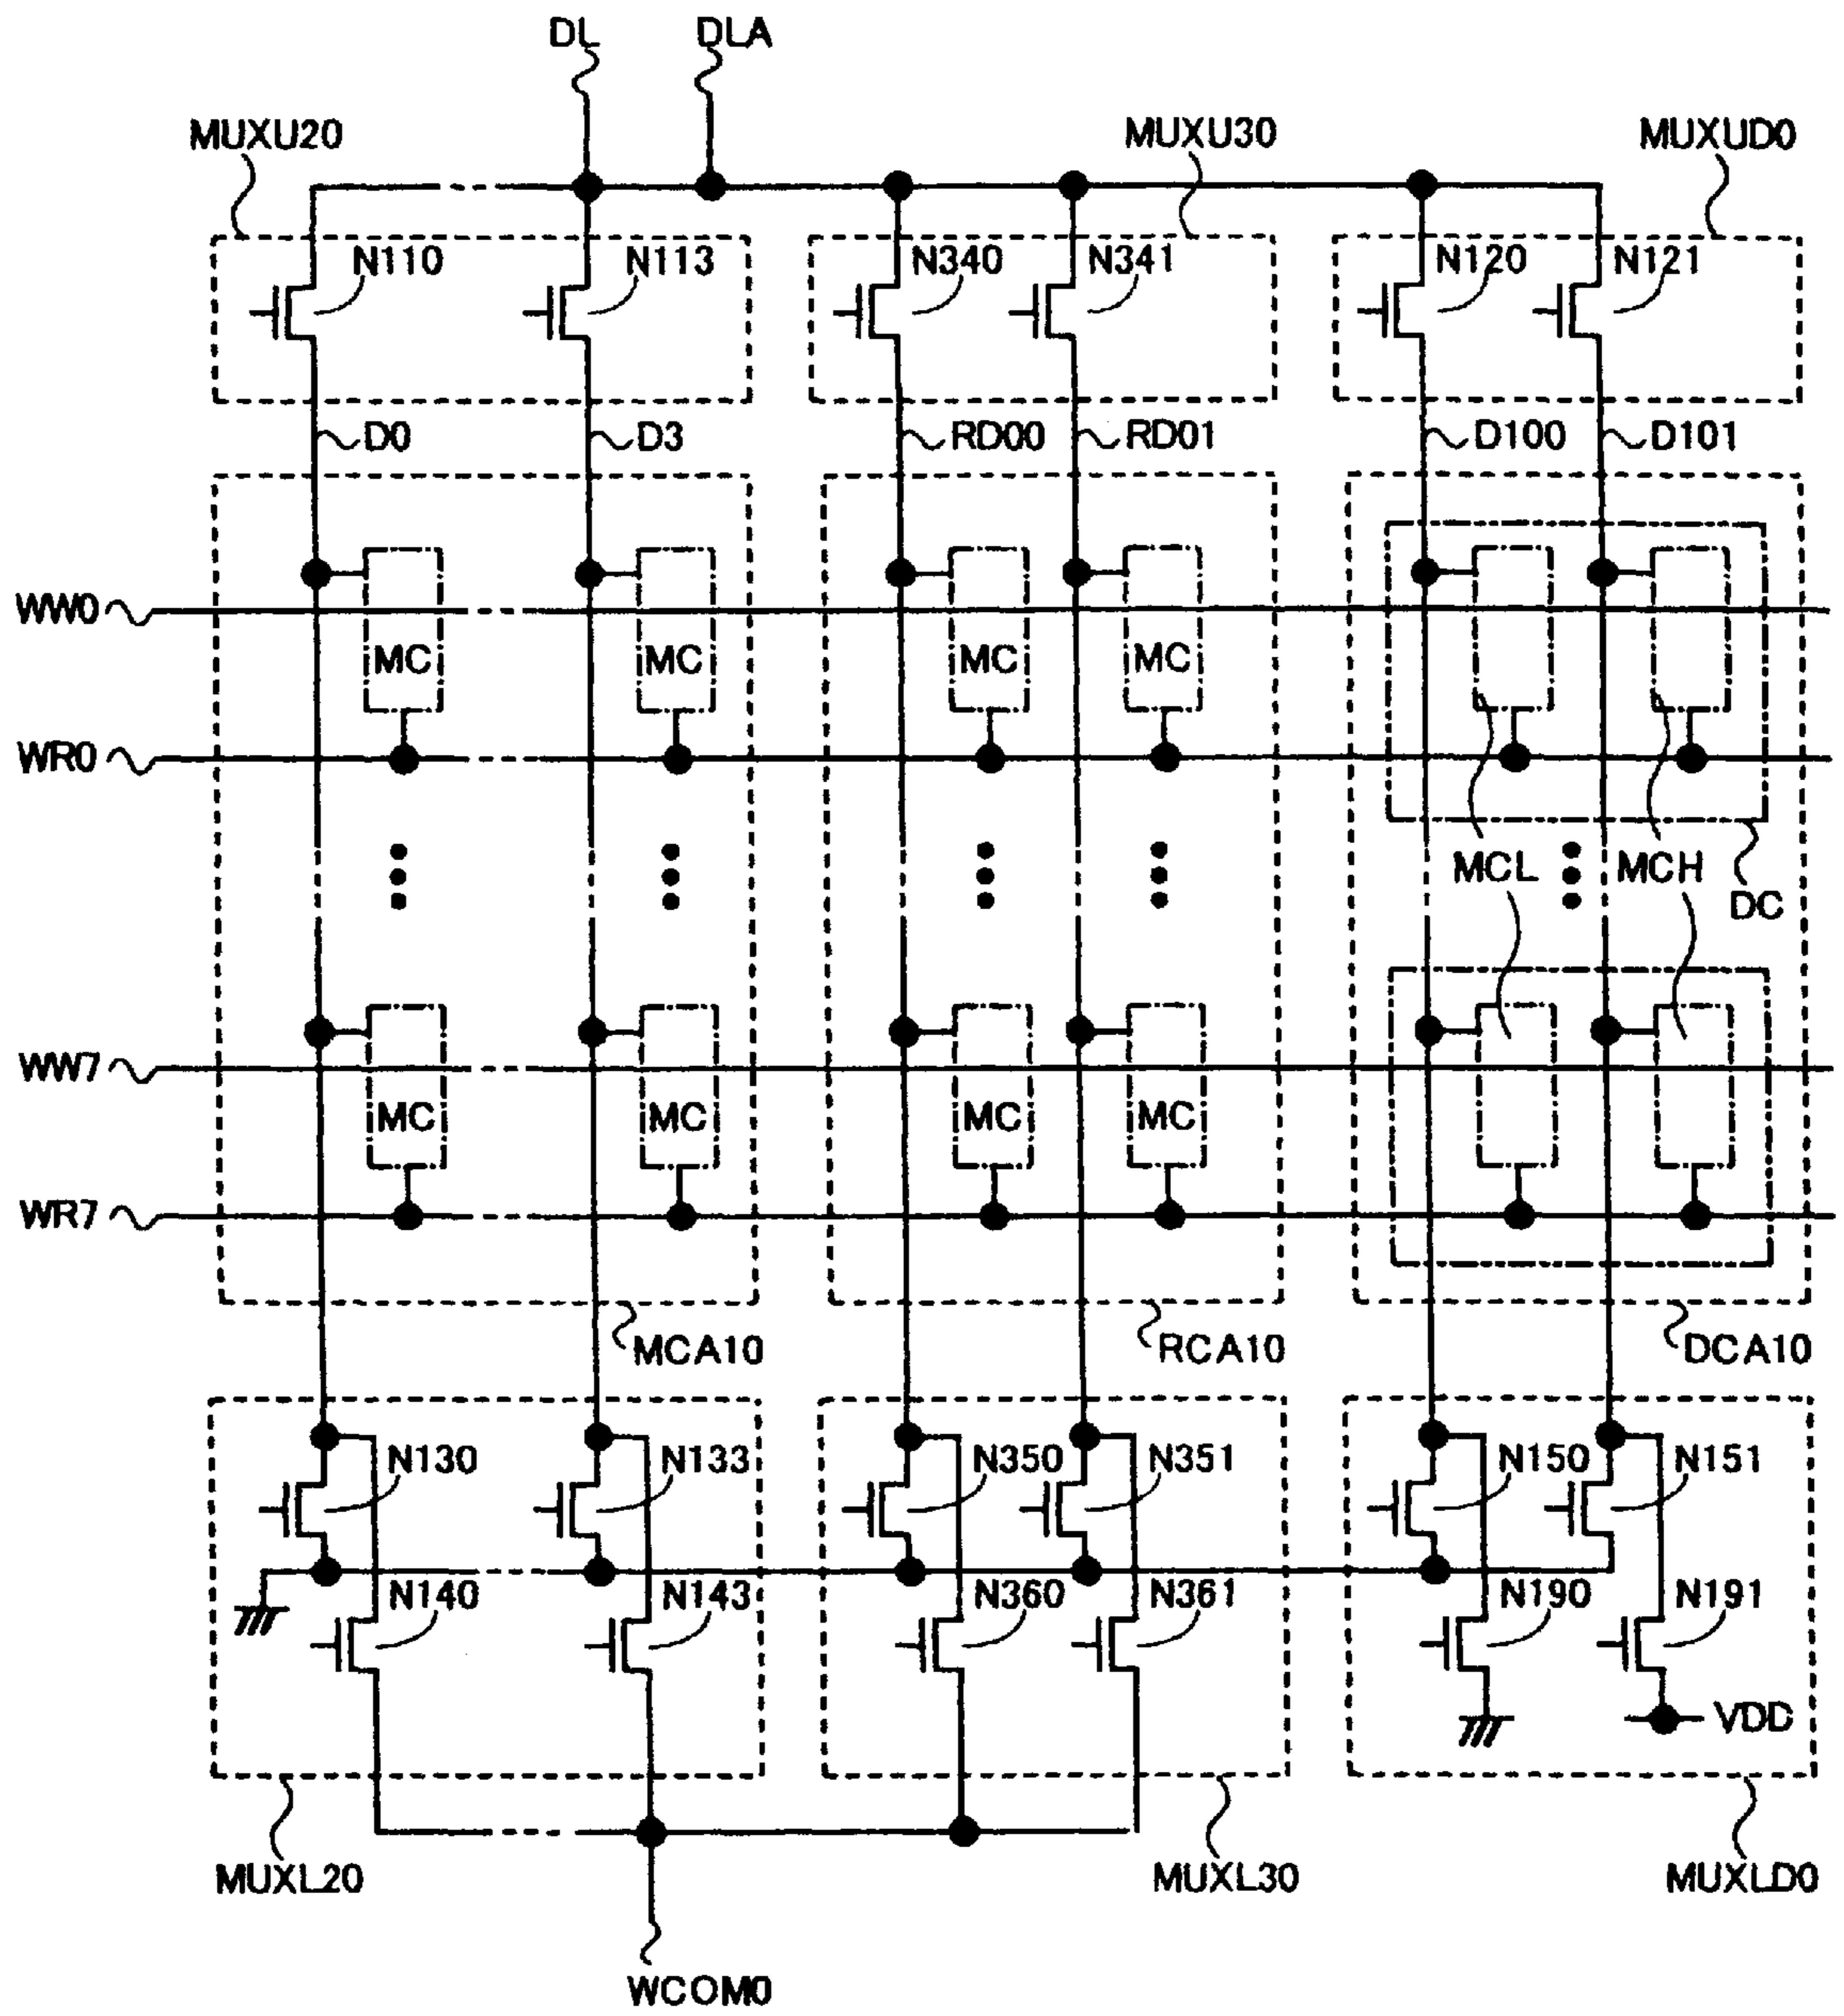 DL DLA
MUXU20 MUXU30 MUXUD0
N110 N113 N340 N341 N120 N121
D0 D3 RD00 RD01 D100 D101
WW0
MC MC MC MC
WR0
MCL MCH
DC
WW7
MC MC MC MC
WR7
MCA10 RCA10 DCA10
N130 N133 N350 N351 N150 N151
N140 N143 N360 N361 N190 N191
VDD
MUXL20 MUXL30 MUXLD0
WCOM0